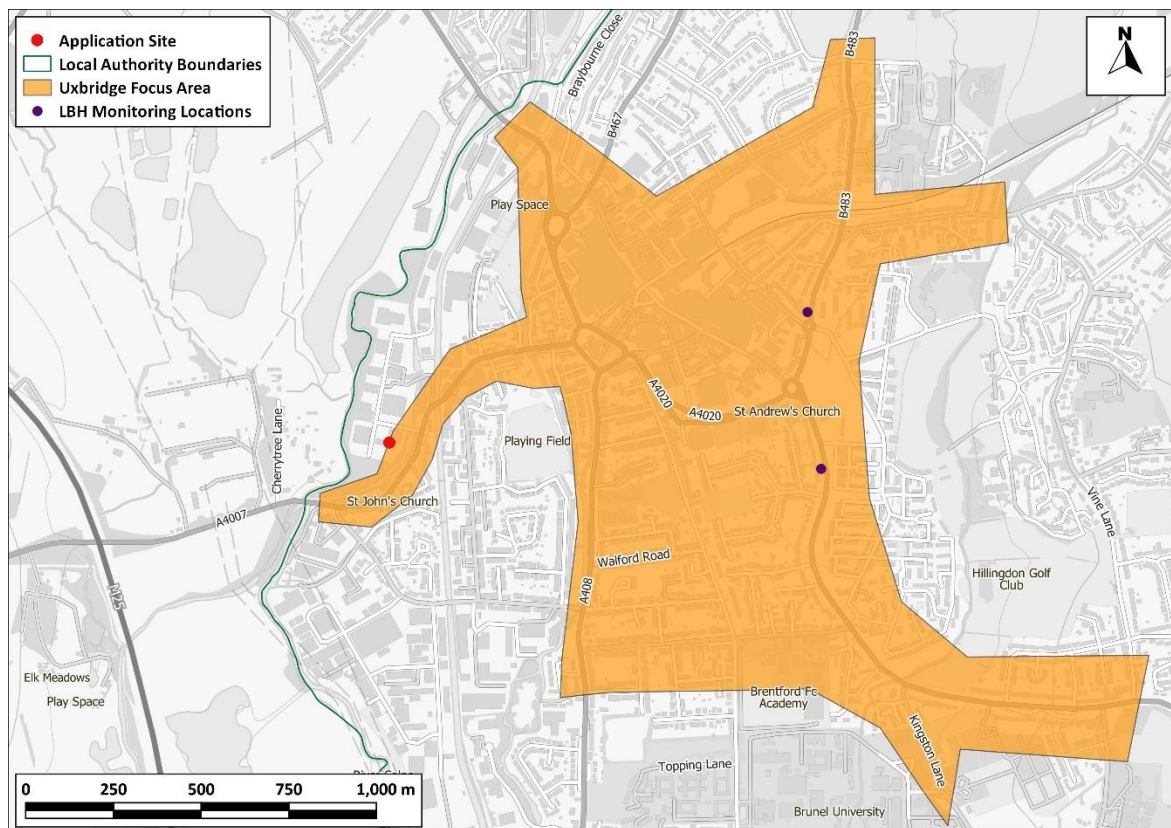 Application Site
Local Authority Boundaries
Uxbridge Focus Area
LBH Monitoring Locations
N
Braybourne Close
B467
B483
Play Space
B483
A4020
A4020
St Andrew's Church
Cherrytree Lane
Playing Field
St John's Church
A4007
Walford Road
A408
Vine Lane
Hillingdon Golf
Club
M25
Elk Meadows
Play Space
Brentford Fc
Academy
Kingston Lane
Topping Lane
Brunel University
0 250 500 750 1,000 m